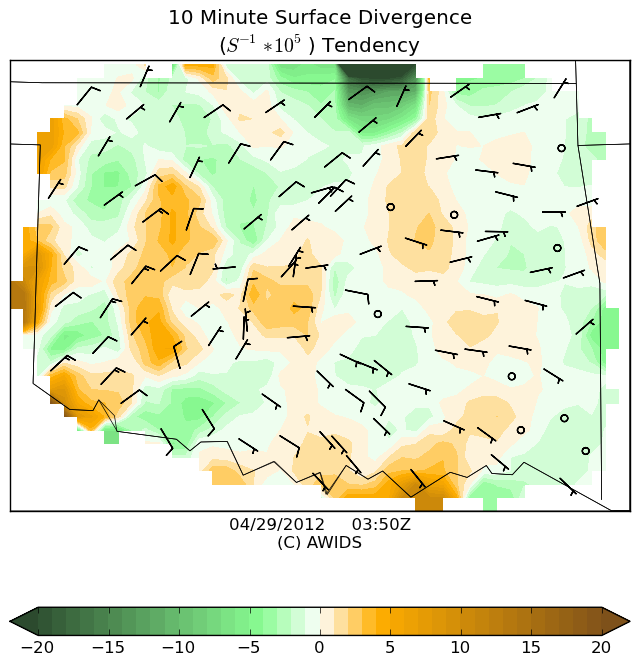 10 Minute Surface Divergence
(S⁻¹ *10⁵ ) Tendency
04/29/2012 03:50Z
(C) AWIDS
−20 −15 −10 −5 0 5 10 15 20